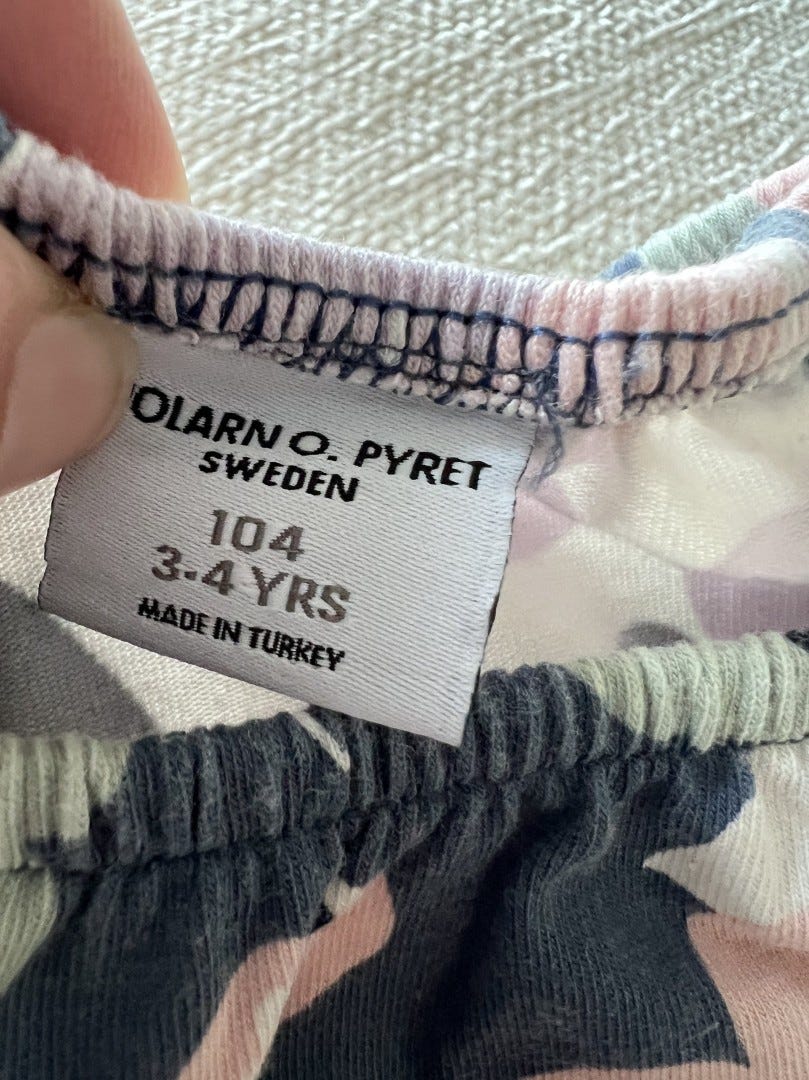 OLARN O. PYRET
SWEDEN
104
3-4 YRS
MADE IN TURKEY